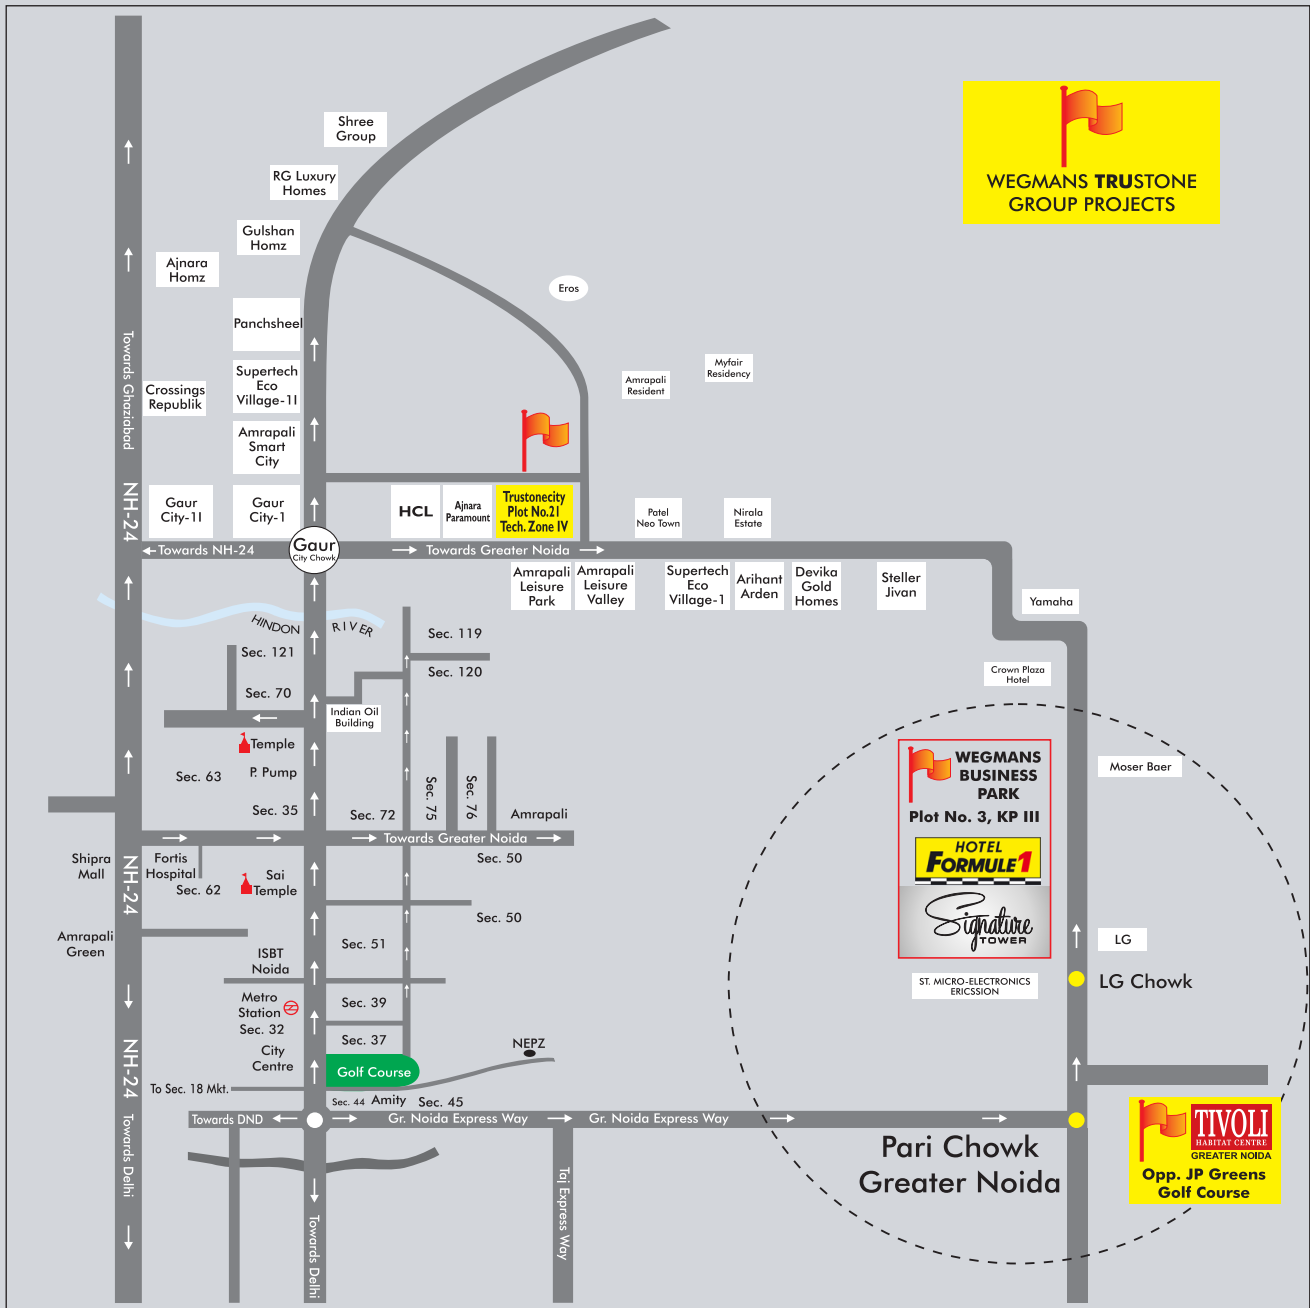 WEGMANS TRUSTONE
GROUP PROJECTS
Shree
Group
RG Luxury
Homes
Gulshan
Homz
Ajnara
Homz
Eros
Panchsheel
Towards Ghaziabad
Myfair
Residency
Supertech
Eco
Village-1I
Amrapali
Resident
Crossings
Republik
Amrapali
Smart
City
NH-24
Gaur
City-1I
Gaur
City-1
HCL
Ajnara
Paramount
Trustonecity
Plot No.21
Tech. Zone IV
Patel
Neo Town
Nirala
Estate
Towards NH-24
Gaur
City Chowk
Towards Greater Noida
Amrapali
Leisure
Park
Amrapali
Leisure
Valley
Supertech
Eco
Village-1
Arihant
Arden
Devika
Gold
Homes
Steller
Jivan
Yamaha
HINDON RIVER
Sec. 119
Sec. 121
Sec. 120
Crown Plaza
Hotel
Sec. 70
Indian Oil
Building
Temple
Sec. 63
P. Pump
Sec. 35
Sec. 72
Sec. 75
Sec. 76
Amrapali
WEGMANS
BUSINESS
PARK
Plot No. 3, KP III
HOTEL
FORMULE1
Signature
TOWER
Moser Baer
Towards Greater Noida
Shipra
Mall
NH-24
Fortis
Hospital
Sec. 62
Sai
Temple
Sec. 50
Sec. 50
Amrapali
Green
Sec. 51
LG
ISBT
Noida
LG Chowk
ST. MICRO-ELECTRONICS
ERICSSION
Metro
Station
Sec. 32
Sec. 39
NH-24
City
Centre
Sec. 37
NEPZ
Golf Course
To Sec. 18 Mkt.
Sec. 44
Amity
Sec. 45
Towards DND
Gr. Noida Express Way
Gr. Noida Express Way
Towards Delhi
Pari Chowk
Greater Noida
TIVOLI
HABITAT CENTRE
GREATER NOIDA
Opp. JP Greens
Golf Course
Taj Express Way
Towards Delhi